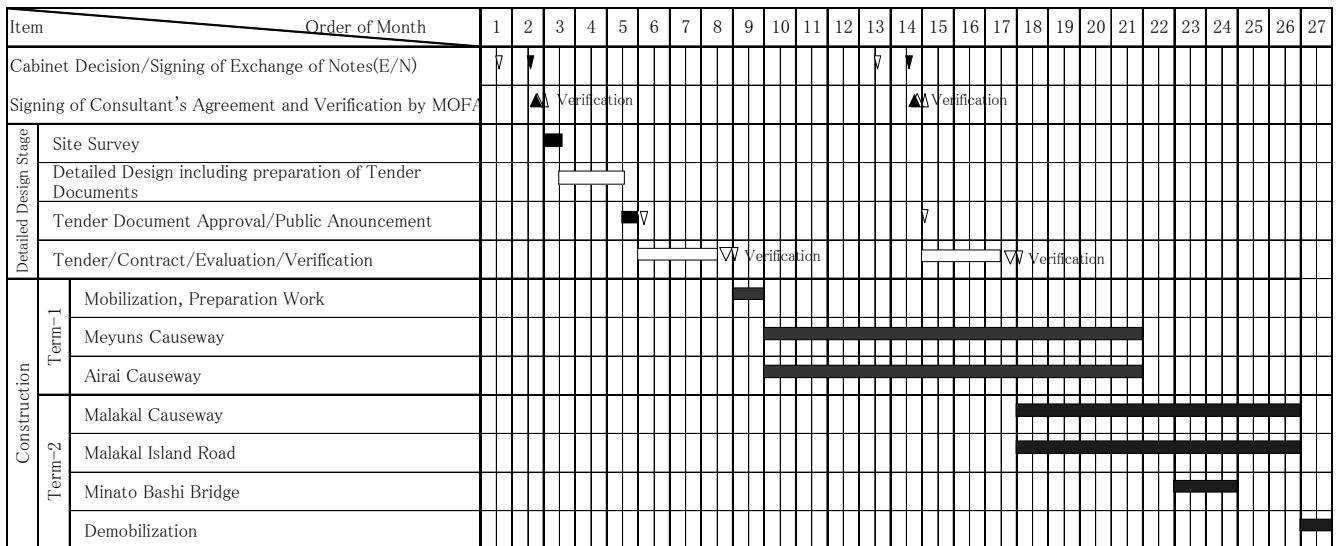 Item Order of Month 1 2 3 4 5 6 7 8 9 10 11 12 13 14 15 16 17 18 19 20 21 22 23 24 25 26 27
Cabinet Decision/Signing of Exchange of Notes(E/N)
Signing of Consultant's Agreement and Verification by MOFA Verification Verification
Detailed Design Stage
Site Survey
Detailed Design including preparation of Tender
Documents
Tender Document Approval/Public Anouncement
Tender/Contract/Evaluation/Verification Verification Verification
Construction
Term-1
Mobilization, Preparation Work
Meyuns Causeway
Airai Causeway
Term-2
Malakal Causeway
Malakal Island Road
Minato Bashi Bridge
Demobilization